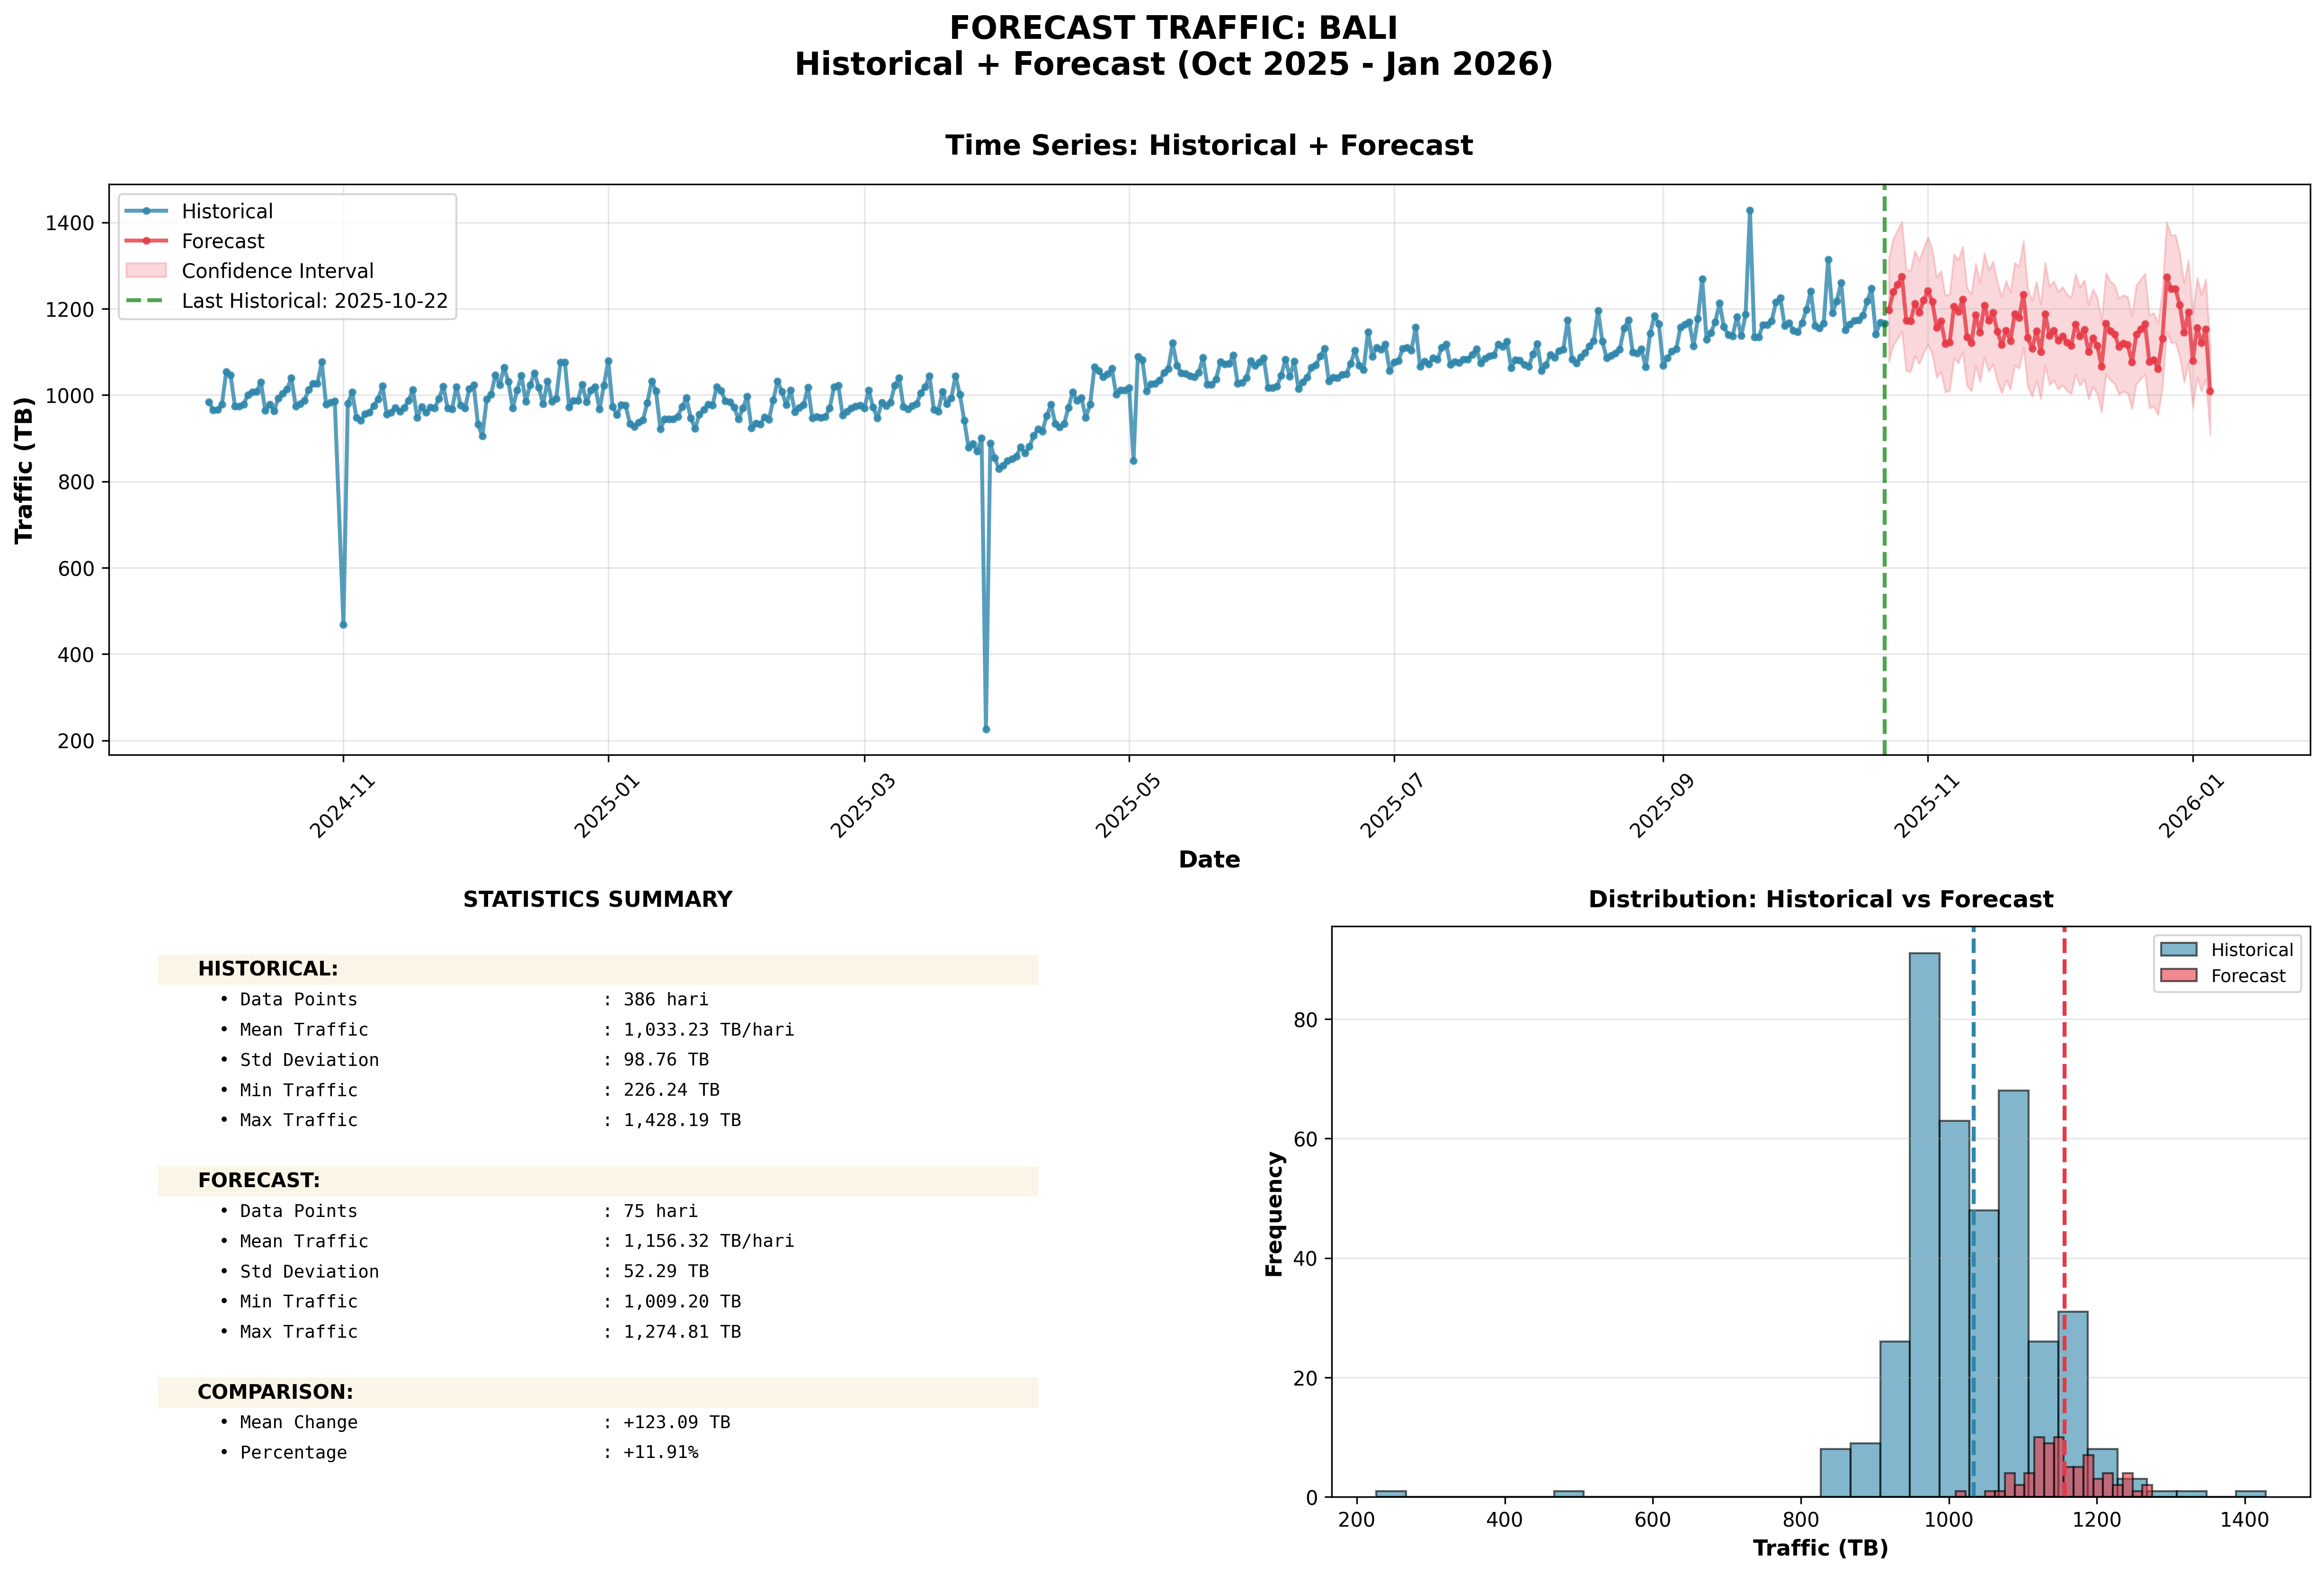 FORECAST TRAFFIC: BALI
Historical + Forecast (Oct 2025 - Jan 2026)
Time Series: Historical + Forecast
Historical
Forecast
Confidence Interval
Last Historical: 2025-10-22
Traffic (TB)
1400
1200
1000
800
600
400
200
2024-11
2025-01
2025-03
2025-05
2025-07
2025-09
2025-11
2026-01
Date
STATISTICS SUMMARY
HISTORICAL:
• Data Points : 386 hari
• Mean Traffic : 1,033.23 TB/hari
• Std Deviation : 98.76 TB
• Min Traffic : 226.24 TB
• Max Traffic : 1,428.19 TB
FORECAST:
• Data Points : 75 hari
• Mean Traffic : 1,156.32 TB/hari
• Std Deviation : 52.29 TB
• Min Traffic : 1,009.20 TB
• Max Traffic : 1,274.81 TB
COMPARISON:
• Mean Change : +123.09 TB
• Percentage : +11.91%
Distribution: Historical vs Forecast
Historical
Forecast
Frequency
80
60
40
20
0
200
400
600
800
1000
1200
1400
Traffic (TB)